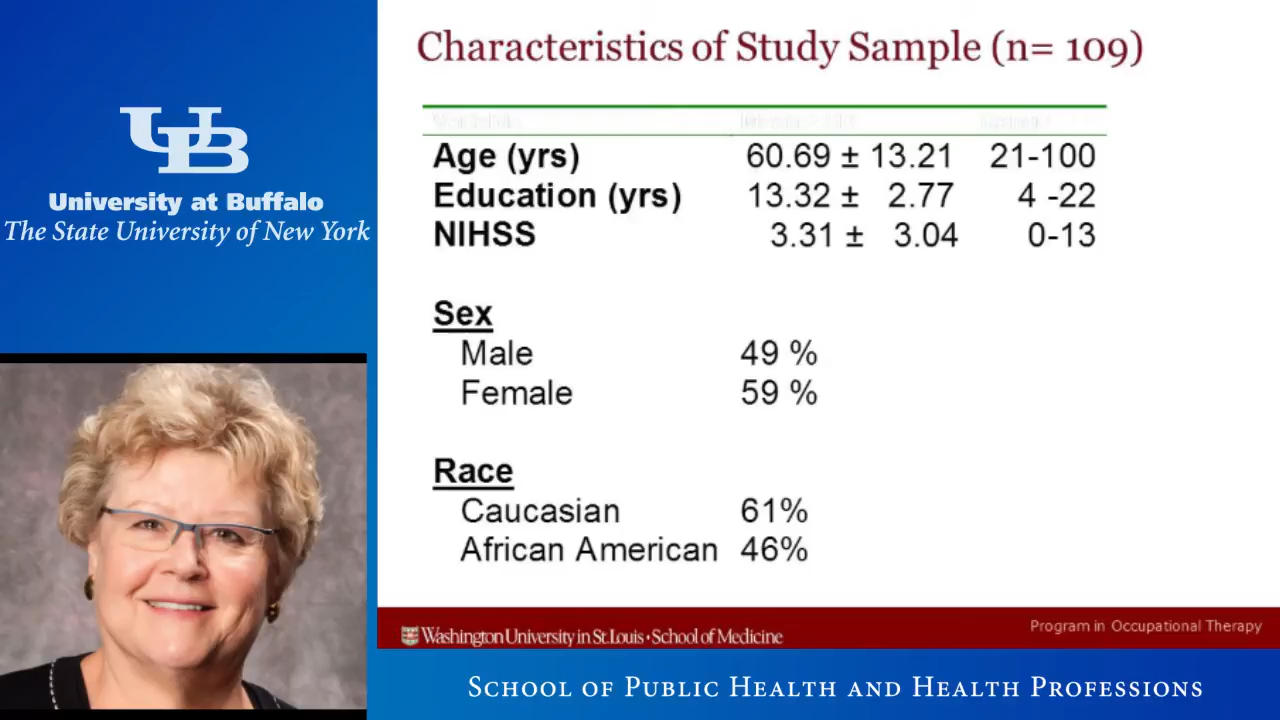 Characteristics of Study Sample (n= 109)
UB
University at Buffalo
The State University of New York
Age (yrs) 60.69 ± 13.21 21-100
Education (yrs) 13.32 ± 2.77 4 -22
NIHSS 3.31 ± 3.04 0-13
Sex
Male 49 %
Female 59 %
Race
Caucasian 61%
African American 46%
Washington University in St. Louis • School of Medicine
Program in Occupational Therapy
School of Public Health and Health Professions